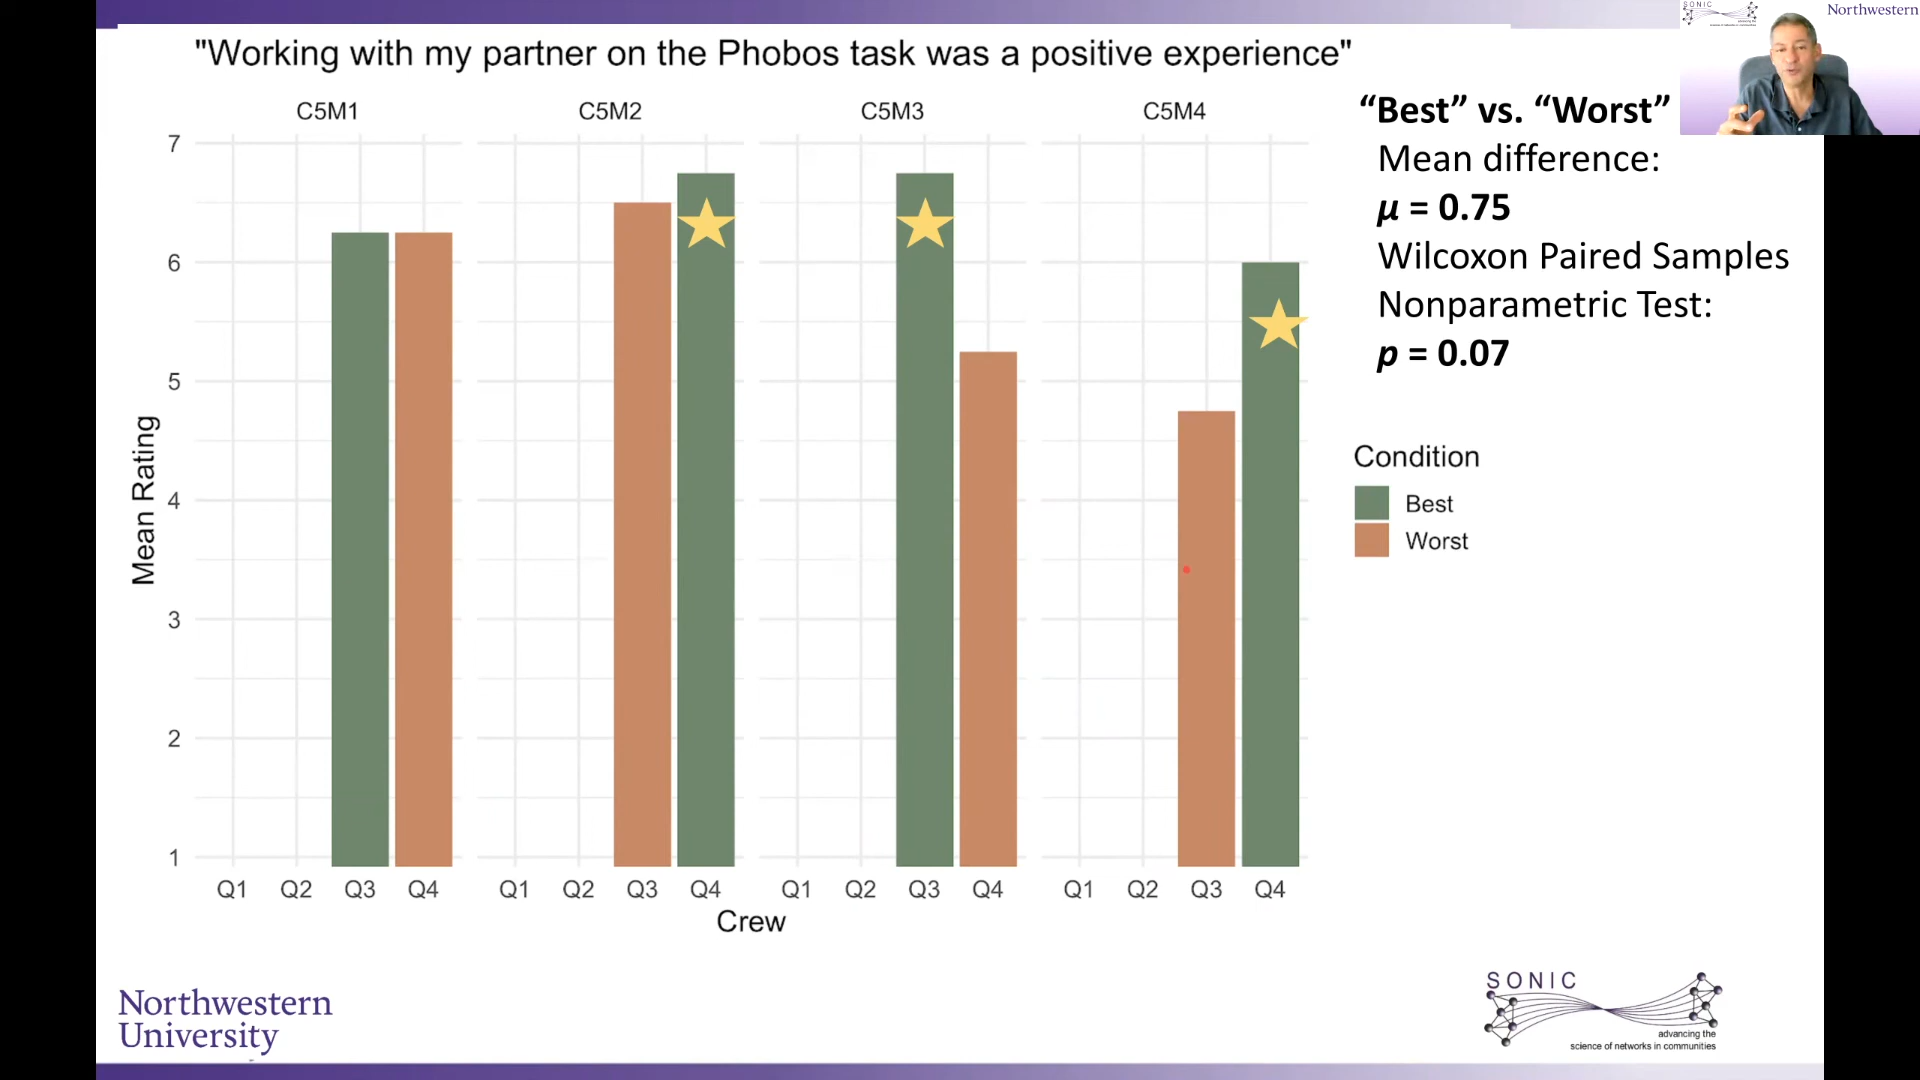 "Working with my partner on the Phobos task was a positive experience"
C5M1 C5M2 C5M3 C5M4
7
6
5
4
3
2
1
Mean Rating
Q1 Q2 Q3 Q4 Q1 Q2 Q3 Q4 Q1 Q2 Q3 Q4 Q1 Q2 Q3 Q4
Crew
“Best” vs. “Worst”
Mean difference:
μ = 0.75
Wilcoxon Paired Samples
Nonparametric Test:
p = 0.07
Condition
Best
Worst
SONIC
Northwestern
Northwestern
University
SONIC
advancing the
science of networks in communities